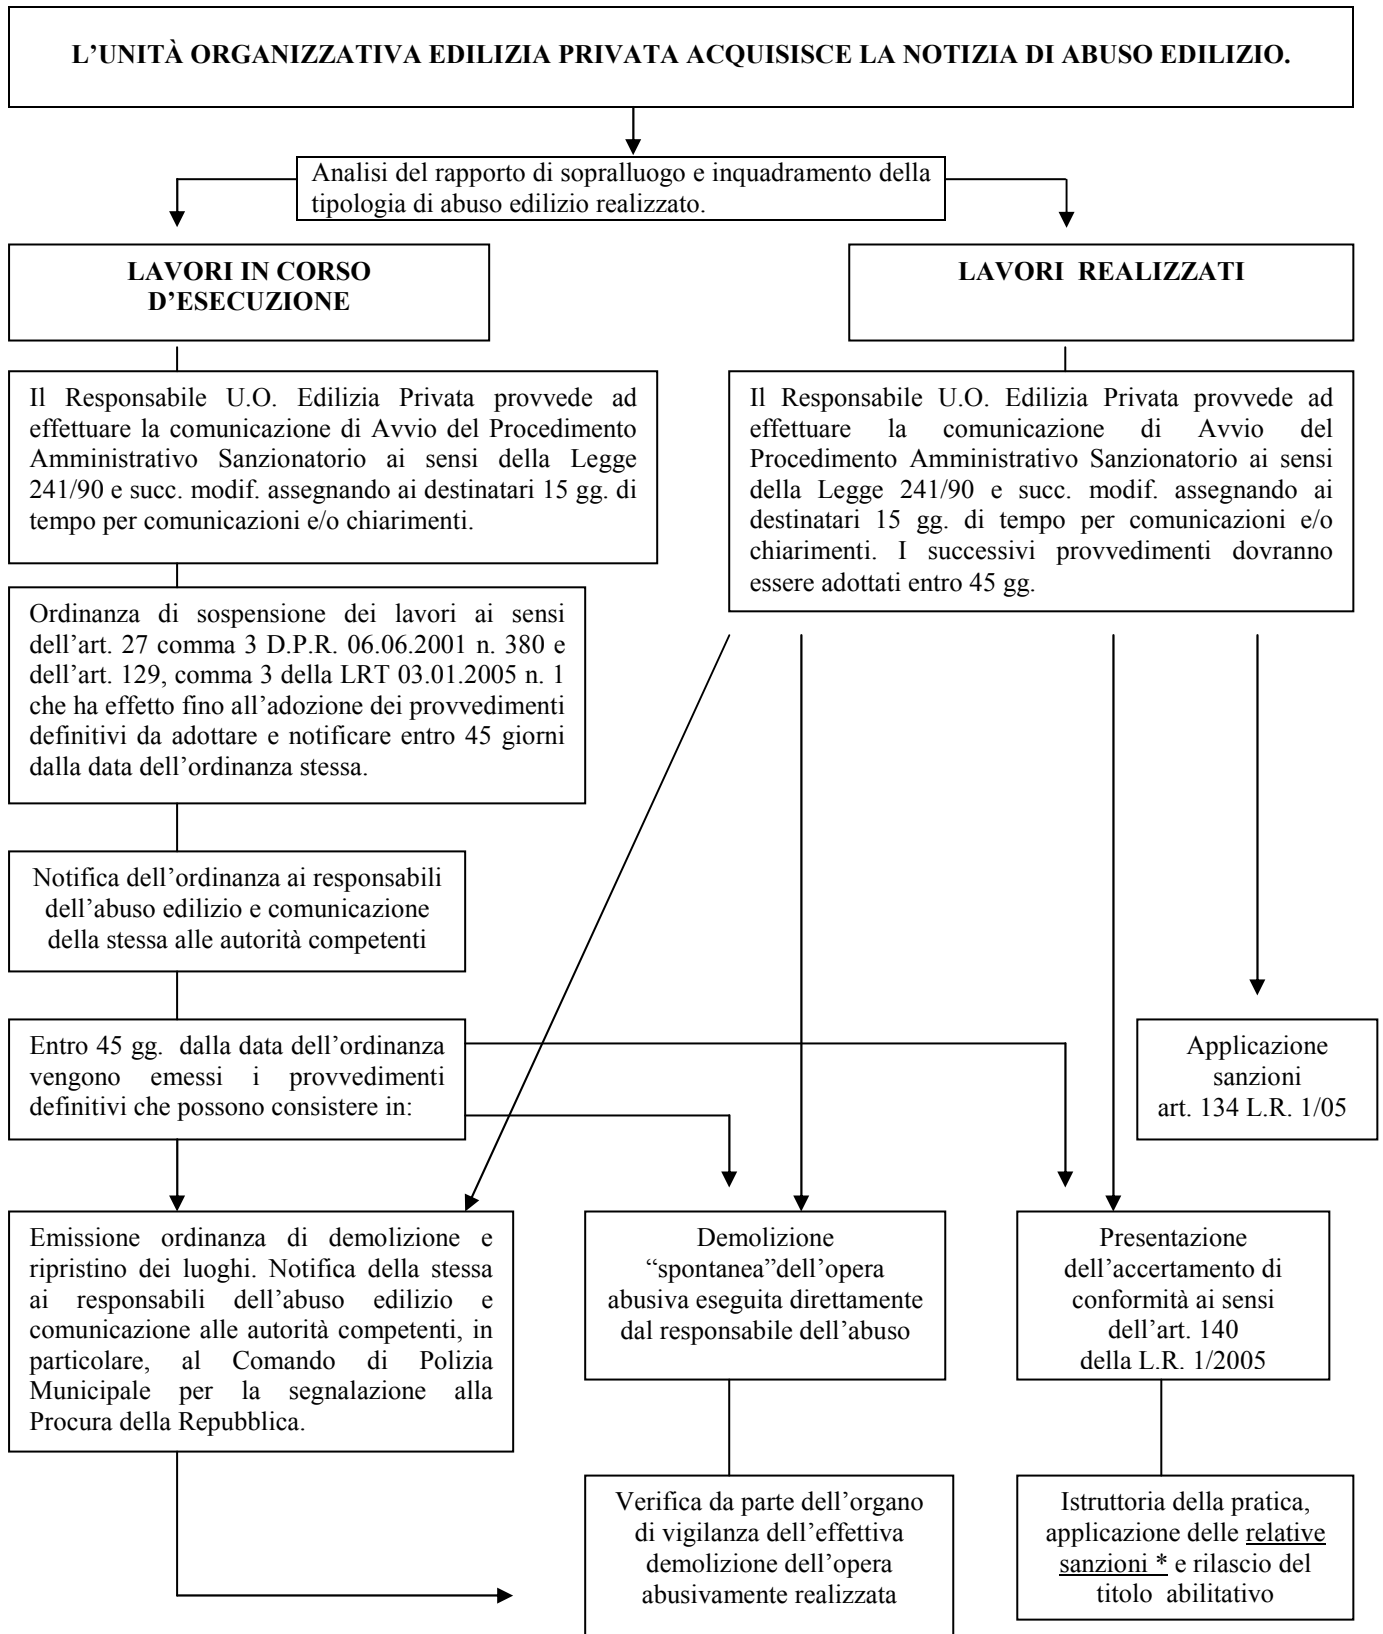 L’UNITÀ ORGANIZZATIVA EDILIZIA PRIVATA ACQUISISCE LA NOTIZIA DI ABUSO EDILIZIO.
Analisi del rapporto di sopralluogo e inquadramento della
tipologia di abuso edilizio realizzato.
LAVORI IN CORSO
D’ESECUZIONE
LAVORI REALIZZATI
Il Responsabile U.O. Edilizia Privata provvede ad
effettuare la comunicazione di Avvio del Procedimento
Amministrativo Sanzionatorio ai sensi della Legge
241/90 e succ. modif. assegnando ai destinatari 15 gg. di
tempo per comunicazioni e/o chiarimenti.
Il Responsabile U.O. Edilizia Privata provvede ad
effettuare la comunicazione di Avvio del
Procedimento Amministrativo Sanzionatorio ai sensi
della Legge 241/90 e succ. modif. assegnando ai
destinatari 15 gg. di tempo per comunicazioni e/o
chiarimenti. I successivi provvedimenti dovranno
essere adottati entro 45 gg.
Ordinanza di sospensione dei lavori ai sensi
dell’art. 27 comma 3 D.P.R. 06.06.2001 n. 380 e
dell’art. 129, comma 3 della LRT 03.01.2005 n. 1
che ha effetto fino all’adozione dei provvedimenti
definitivi da adottare e notificare entro 45 giorni
dalla data dell’ordinanza stessa.
Notifica dell’ordinanza ai responsabili
dell’abuso edilizio e comunicazione
della stessa alle autorità competenti
Entro 45 gg. dalla data dell’ordinanza
vengono emessi i provvedimenti
definitivi che possono consistere in:
Applicazione
sanzioni
art. 134 L.R. 1/05
Emissione ordinanza di demolizione e
ripristino dei luoghi. Notifica della stessa
ai responsabili dell’abuso edilizio e
comunicazione alle autorità competenti, in
particolare, al Comando di Polizia
Municipale per la segnalazione alla
Procura della Repubblica.
Demolizione
“spontanea”dell’opera
abusiva eseguita direttamente
dal responsabile dell’abuso
Presentazione
dell’accertamento di
conformità ai sensi
dell’art. 140
della L.R. 1/2005
Verifica da parte dell’organo
di vigilanza dell’effettiva
demolizione dell’opera
abusivamente realizzata
Istruttoria della pratica,
applicazione delle relative
sanzioni * e rilascio del
titolo abilitativo